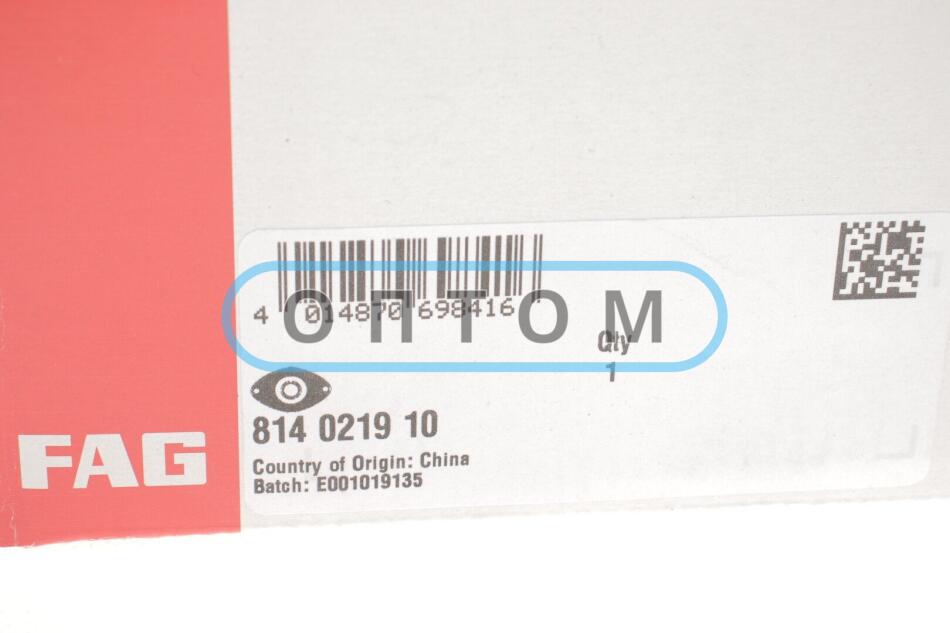 4 014870 698416
ОПТОМ
Qty
1
814 0219 10
FAG
Country of Origin: China
Batch: E001019135